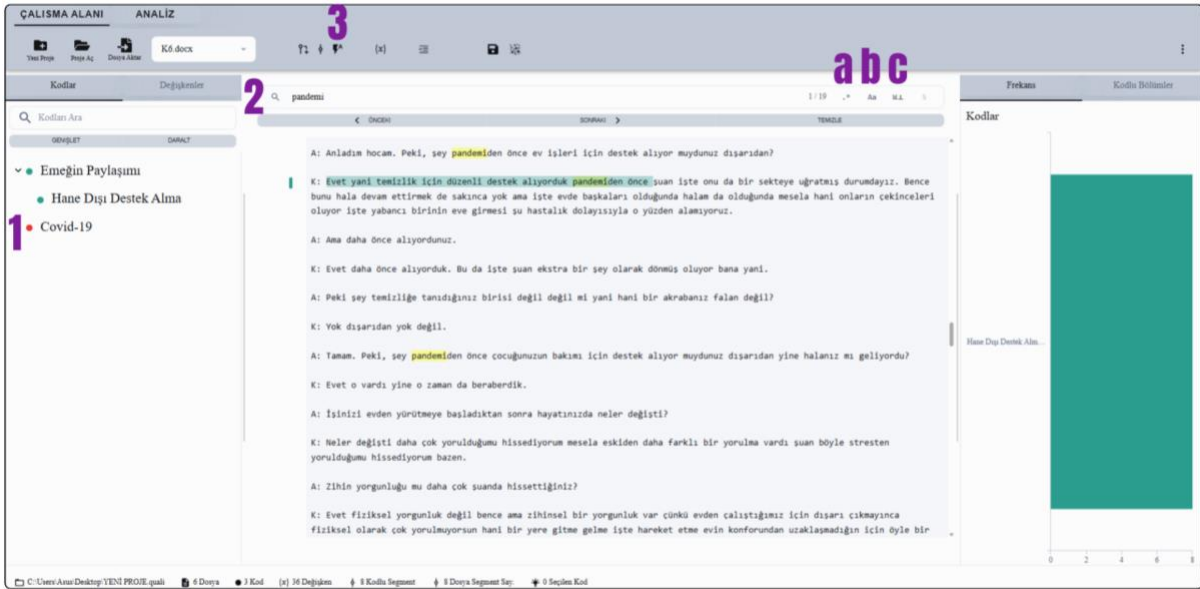 ÇALISMA ALANI ANALİZ
3
Yeni Proje Proje Aç Dosya Aktar K6.docx
{x}
a b c
Kodlar Değişkenler
2 pandemi 1 / 19 .* Aa
Frekans Kodlu Bölümler
Kodları Ara
ÖNCEKİ SONRAKİ TEMİZLE
Kodlar
GENİŞLET DARALT
Emeğin Paylaşımı
Hane Dışı Destek Alma
1 Covid-19
A: Anladım hocam. Peki, şey pandemiden önce ev işleri için destek alıyor muydunuz dışarıdan?
K: Evet yani temizlik için düzenli destek alıyorduk pandemiden önce şuan işte onu da bir sekteye uğratmış durumdayız. Bence
bunu hala devam ettirmek de sakınca yok ama işte evde başkaları olduğunda halam da olduğunda mesela hani onların çekinceleri
oluyor işte yabancı birinin eve girmesi şu hastalık dolayısıyla o yüzden alamıyoruz.
A: Ama daha önce alıyordunuz.
K: Evet daha önce alıyorduk. Bu da işte şuan ekstra bir şey olarak dönmüş oluyor bana yani.
A: Peki şey temizliğe tanıdığınız birisi değil değil mi yani hani bir akrabanız falan değil?
K: Yok dışarıdan yok değil.
A: Tamam. Peki, şey pandemiden önce çocuğunuzun bakımı için destek alıyor muydunuz dışarıdan yine halanız mı geliyordu?
Hane Dışı Destek Alm...
K: Evet o vardı yine o zaman da beraberdik.
A: İşinizi evden yürütmeye başladıktan sonra hayatınızda neler değişti?
K: Neler değişti daha çok yorulduğumu hissediyorum mesela eskiden daha farklı bir yorulma vardı şuan böyle stresten
yorulduğumu hissediyorum bazen.
A: Zihin yorgunluğu mu daha çok şuanda hissettiğiniz?
K: Evet fiziksel yorgunluk değil bence ama zihinsel bir yorgunluk var çünkü evden çalıştığımız için dışarı çıkmayınca
fiziksel olarak çok yorulmuyorsun hani bir yere gitme gelme işte hareket etme evin konforundan uzaklaşmadığın için öyle bir
0 2 4 6 8
C:\Users\Asus\Desktop\YENİ PROJE.quali 6 Dosya 3 Kod {x} 36 Değişken 8 Kodlu Segment 8 Dosya Segment Say. 0 Seçilen Kod